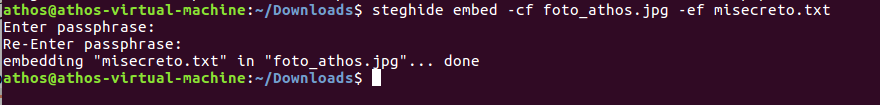 athos@athos-virtual-machine:~/Downloads$ steghide embed -cf foto_athos.jpg -ef misecreto.txt
Enter passphrase:
Re-Enter passphrase:
embedding "misecreto.txt" in "foto_athos.jpg"... done
athos@athos-virtual-machine:~/Downloads$